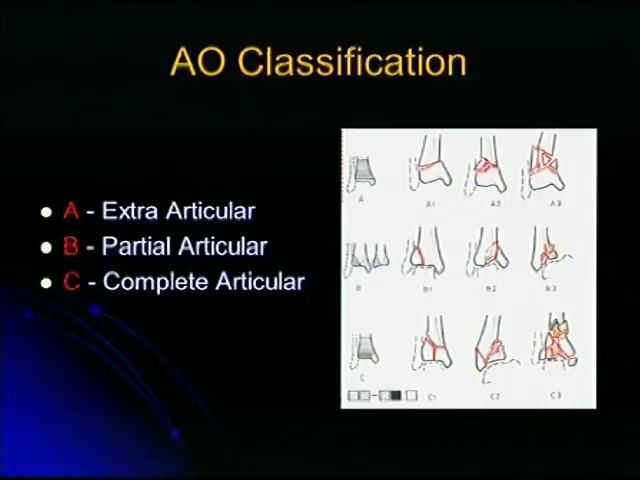 AO Classification
A - Extra Articular
B - Partial Articular
C - Complete Articular
A A1 A2 A3
B B1 B2 B3
C C1 C2 C3